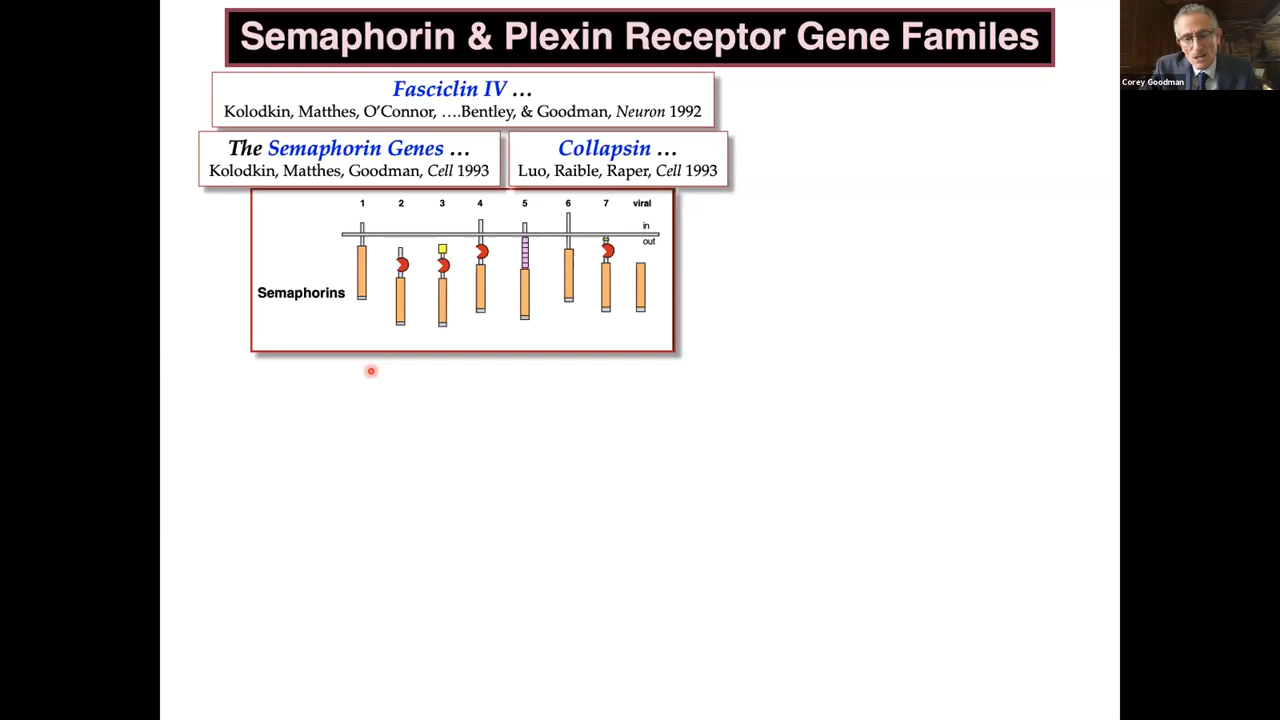 Semaphorin & Plexin Receptor Gene Familes
Corey Goodman
Fasciclin IV …
Kolodkin, Matthes, O’Connor, ….Bentley, & Goodman, Neuron 1992
The Semaphorin Genes …
Kolodkin, Matthes, Goodman, Cell 1993
Collapsin …
Luo, Raible, Raper, Cell 1993
1 2 3 4 5 6 7 viral
in
out
Semaphorins